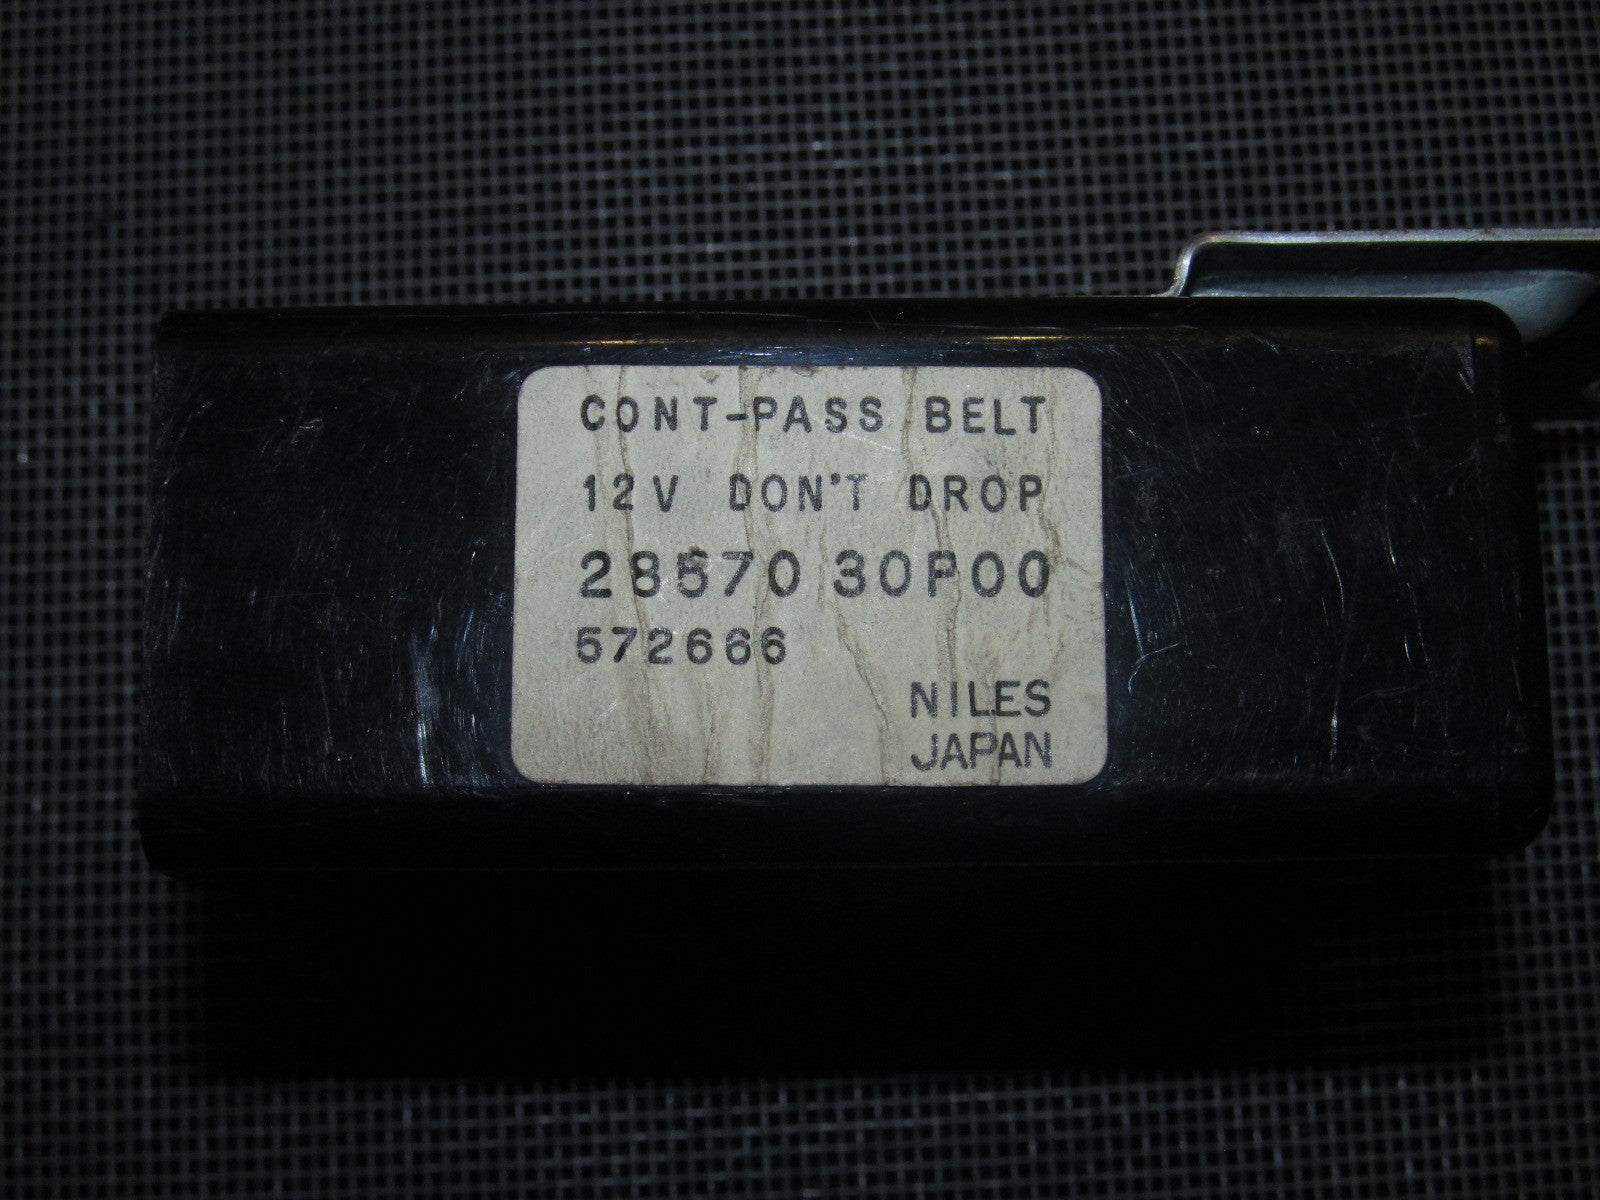 CONT-PASS BELT
12V DON'T DROP
28570 30P00
572666
NILES
JAPAN